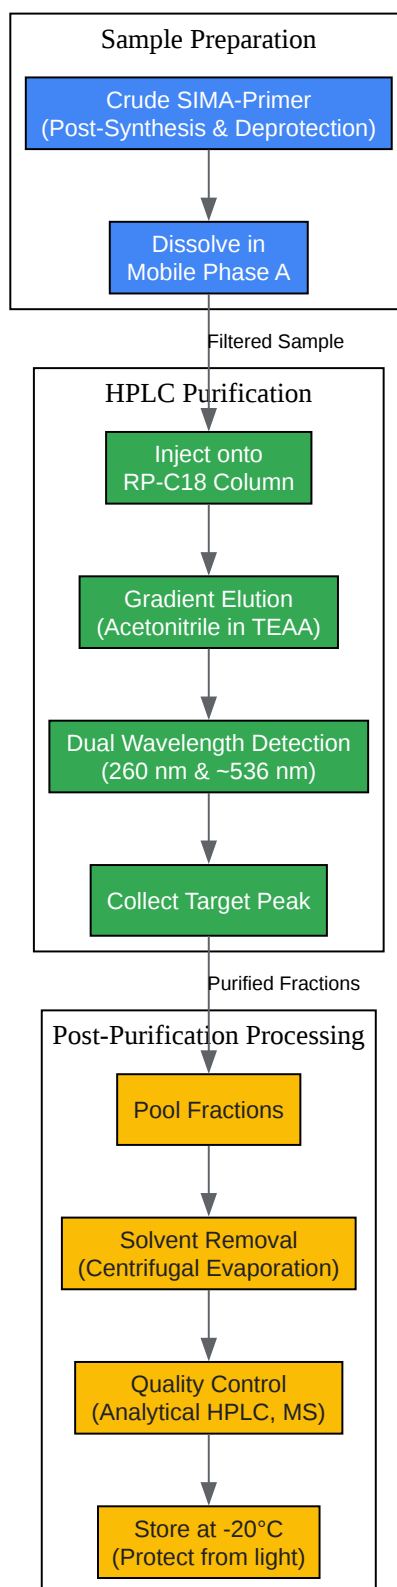 Sample Preparation
Crude SIMA-Primer
(Post-Synthesis & Deprotection)
Dissolve in
Mobile Phase A
Filtered Sample
HPLC Purification
Inject onto
RP-C18 Column
Gradient Elution
(Acetonitrile in TEAA)
Dual Wavelength Detection
(260 nm & ~536 nm)
Collect Target Peak
Purified Fractions
Post-Purification Processing
Pool Fractions
Solvent Removal
(Centrifugal Evaporation)
Quality Control
(Analytical HPLC, MS)
Store at -20°C
(Protect from light)